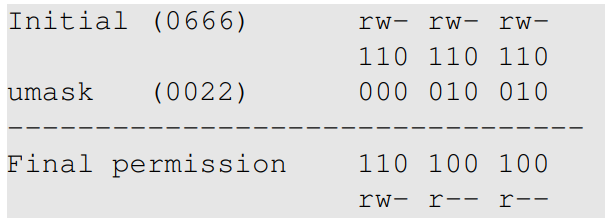 Initial (0666) rw- rw- rw-
110 110 110
umask (0022) 000 010 010
---------------------------------
Final permission 110 100 100
rw- r-- r--